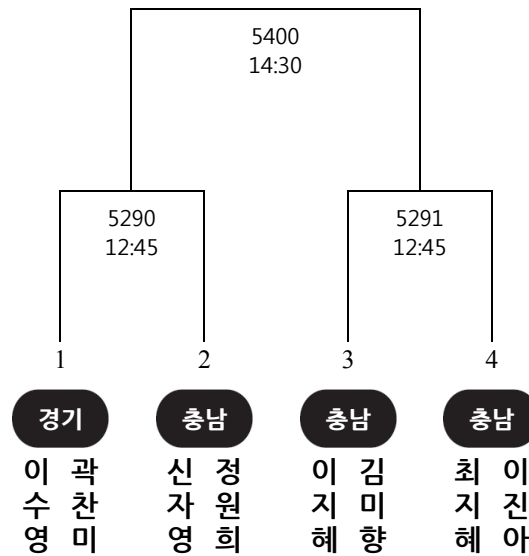 5400
14:30
5290
12:45
5291
12:45
1 2 3 4
경기 충남 충남 충남
이 곽 신 정 이 김 최 이
수 찬 자 원 지 미 지 진
영 미 영 희 혜 향 혜 아